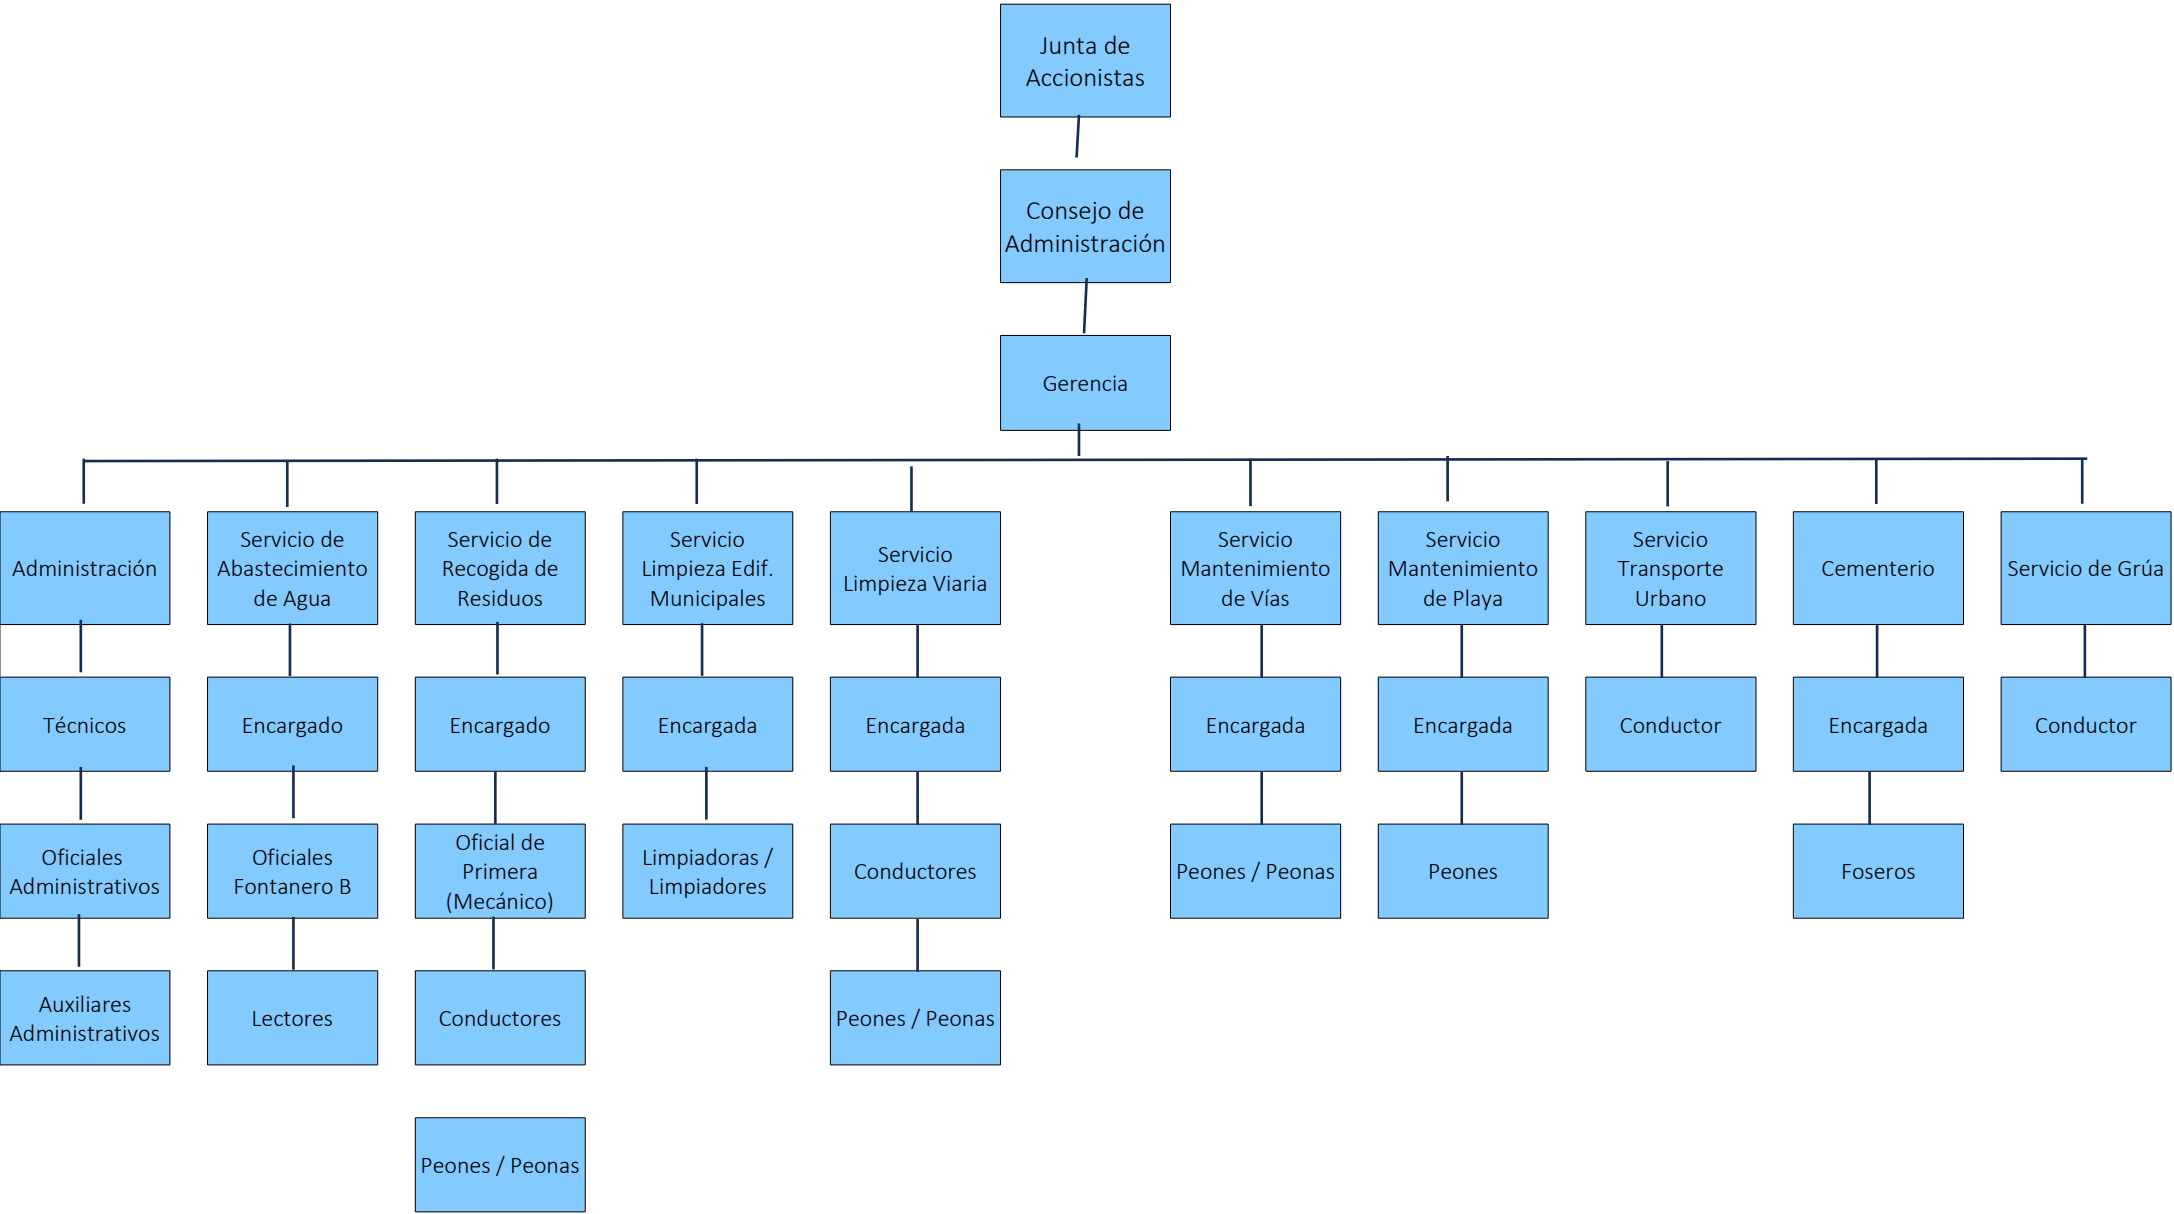 Junta de
Accionistas
Consejo de
Administración
Gerencia
Administración
Servicio de
Abastecimiento
de Agua
Servicio de
Recogida de
Residuos
Servicio
Limpieza Edif.
Municipales
Servicio
Limpieza Viaria
Servicio
Mantenimiento
de Vías
Servicio
Mantenimiento
de Playa
Servicio
Transporte
Urbano
Cementerio
Servicio de Grúa
Técnicos
Encargado
Encargado
Encargada
Encargada
Encargada
Encargada
Conductor
Encargada
Conductor
Oficiales
Administrativos
Oficiales
Fontanero B
Oficial de
Primera
(Mecánico)
Limpiadoras /
Limpiadores
Conductores
Peones / Peonas
Peones
Foseros
Auxiliares
Administrativos
Lectores
Conductores
Peones / Peonas
Peones / Peonas